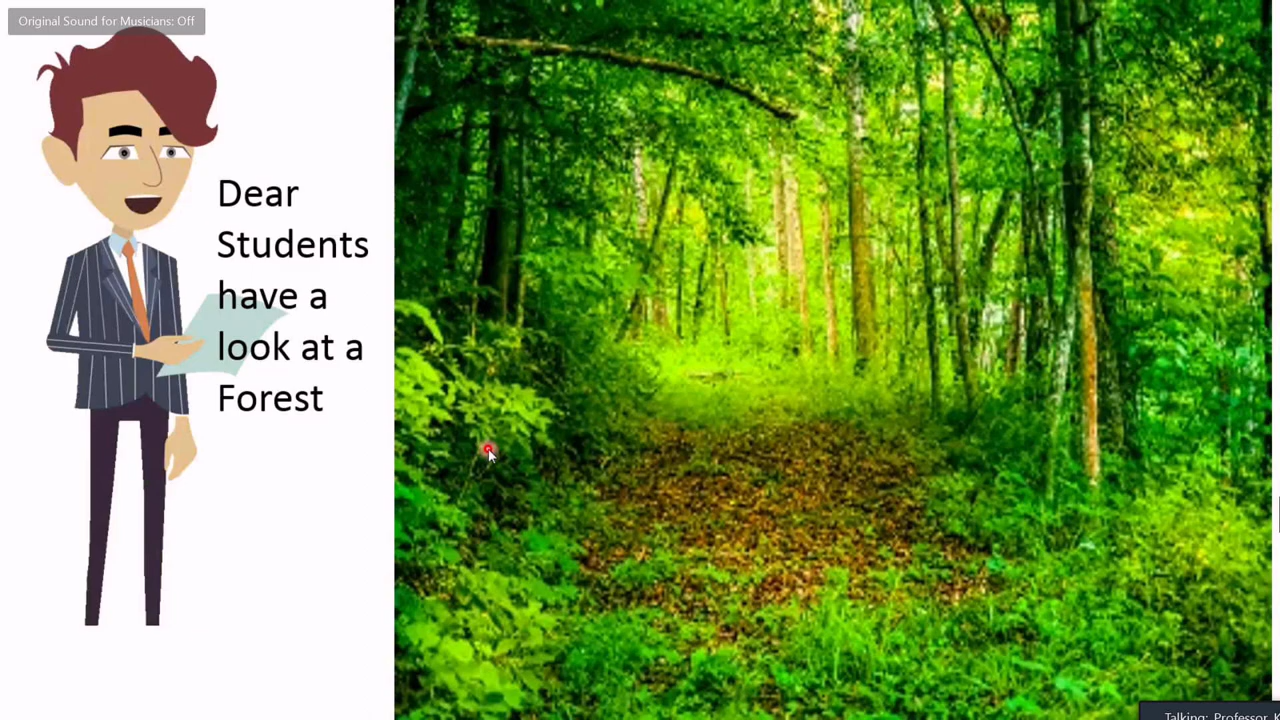 Original Sound for Musicians: Off
Dear
Students
have a
look at a
Forest
Talking: Professor